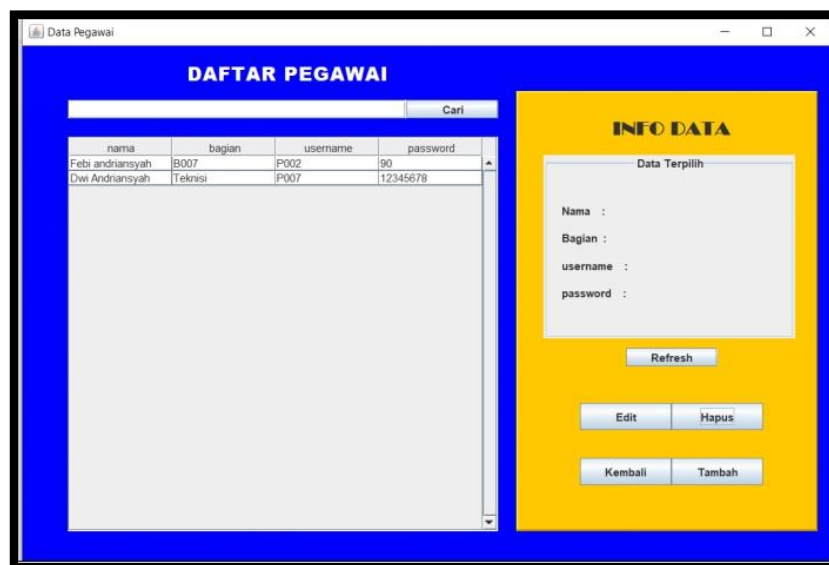 Data Pegawai
DAFTAR PEGAWAI
Cari
nama bagian username password
Febi andriansyah B007 P002 90
Dwi Andriansyah Teknisi P007 12345678
INFO DATA
Data Terpilih
Nama :
Bagian :
username :
password :
Refresh
Edit Hapus
Kembali Tambah